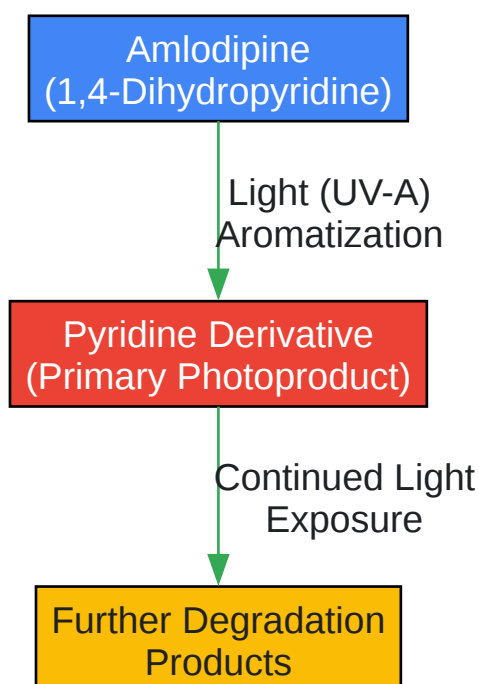 Amlodipine
(1,4-Dihydropyridine)
Light (UV-A)
Aromatization
Pyridine Derivative
(Primary Photoproduct)
Continued Light
Exposure
Further Degradation
Products